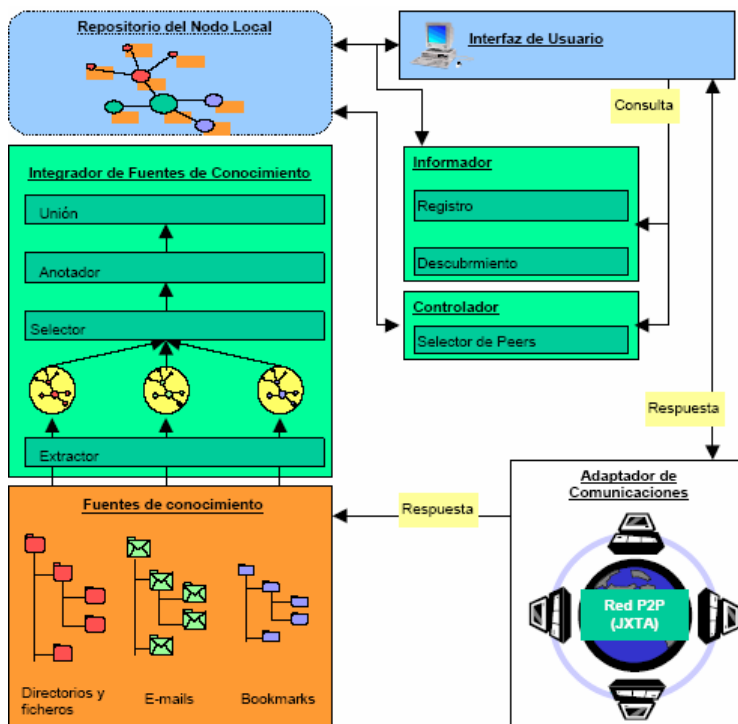 Repositorio del Nodo Local
Interfaz de Usuario
Consulta
Integrador de Fuentes de Conocimiento
Unión
Anotador
Selector
Extractor
Informador
Registro
Descubrmiento
Controlador
Selector de Peers
Respuesta
Fuentes de conocimiento
Directorios y
ficheros
E-mails
Bookmarks
Respuesta
Adaptador de
Comunicaciones
Red P2P
(JXTA)